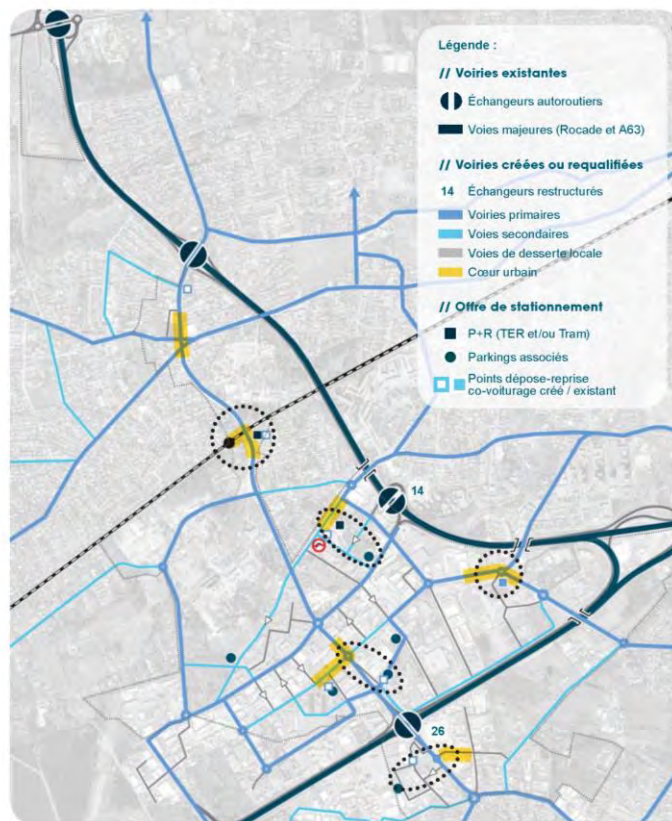 Légende :
// Voiries existantes
Échangeurs autoroutiers
Voies majeures (Rocade et A63)
// Voiries créées ou requalifiées
14 Échangeurs restructurés
Voiries primaires
Voies secondaires
Voies de desserte locale
Cœur urbain
// Offre de stationnement
P+R (TER et/ou Tram)
Parkings associés
Points dépose-reprise
co-voiturage créé / existant
14
26